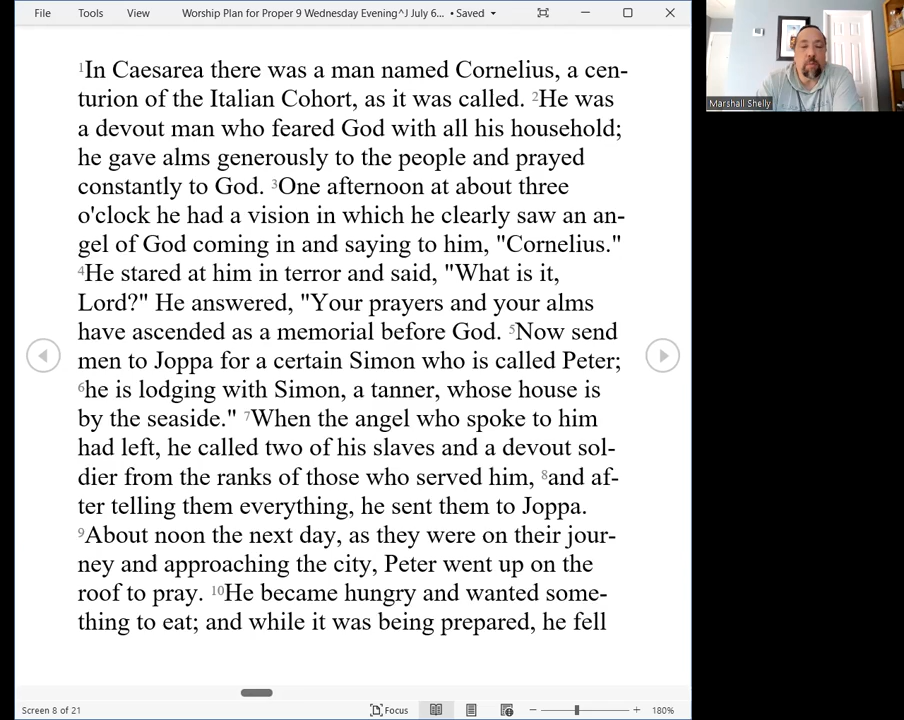 File Tools View Worship Plan for Proper 9 Wednesday Evening^J July 6... • Saved
1In Caesarea there was a man named Cornelius, a cen-
turion of the Italian Cohort, as it was called. 2He was
a devout man who feared God with all his household;
he gave alms generously to the people and prayed
constantly to God. 3One afternoon at about three
o'clock he had a vision in which he clearly saw an an-
gel of God coming in and saying to him, "Cornelius."
4He stared at him in terror and said, "What is it,
Lord?" He answered, "Your prayers and your alms
have ascended as a memorial before God. 5Now send
men to Joppa for a certain Simon who is called Peter;
6he is lodging with Simon, a tanner, whose house is
by the seaside." 7When the angel who spoke to him
had left, he called two of his slaves and a devout sol-
dier from the ranks of those who served him, 8and af-
ter telling them everything, he sent them to Joppa.
9About noon the next day, as they were on their jour-
ney and approaching the city, Peter went up on the
roof to pray. 10He became hungry and wanted some-
thing to eat; and while it was being prepared, he fell
Screen 8 of 21 Focus 180%
Marshall Shelly